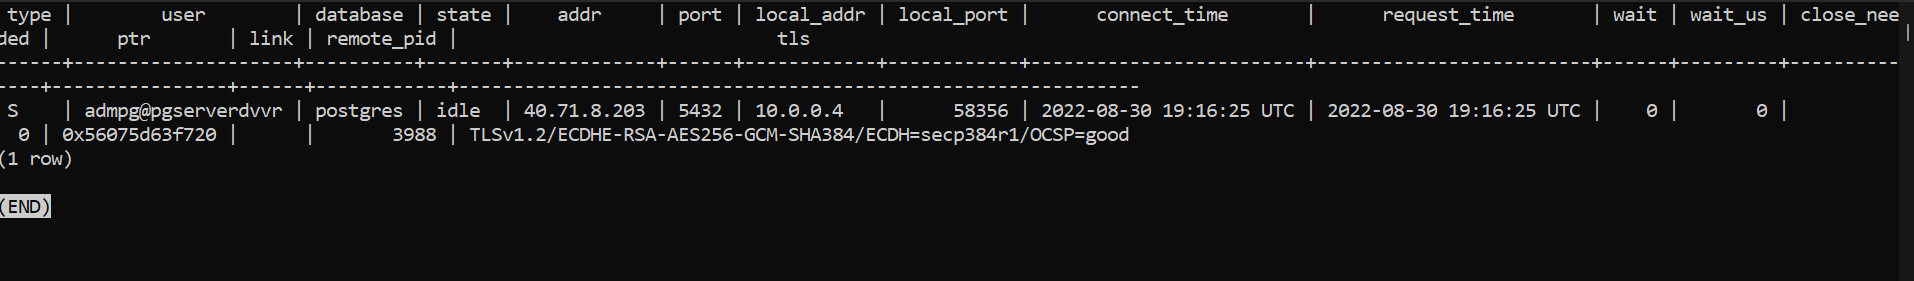 type |        user        | database | state |    addr     | port | local_addr | local_port |      connect_time       |      request_time       | wait | wait_us | close_nee
ded |      ptr       | link | remote_pid |                              tls
------+--------------------+----------+-------+-------------+------+------------+------------+-------------------------+-------------------------+------+---------+----------
----+----------------+------+------------+--------------------------------------------------------------
S    | admpg@pgserverdvvr | postgres | idle  | 40.71.8.203 | 5432 | 10.0.0.4   |      58356 | 2022-08-30 19:16:25 UTC | 2022-08-30 19:16:25 UTC |    0 |       0 |
0 | 0x56075d63f720 |      |       3988 | TLSv1.2/ECDHE-RSA-AES256-GCM-SHA384/ECDH=secp384r1/OCSP=good
(1 row)
(END)